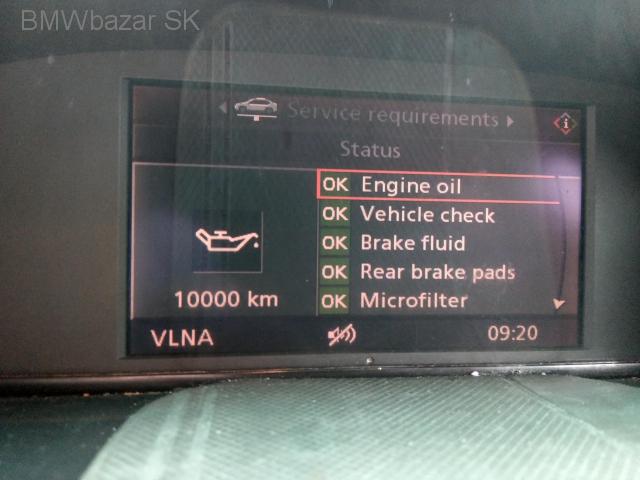 BMWbazar SK
Service requirements
Status
OK Engine oil
OK Vehicle check
OK Brake fluid
OK Rear brake pads
OK Microfilter
10000 km
VLNA
09:20